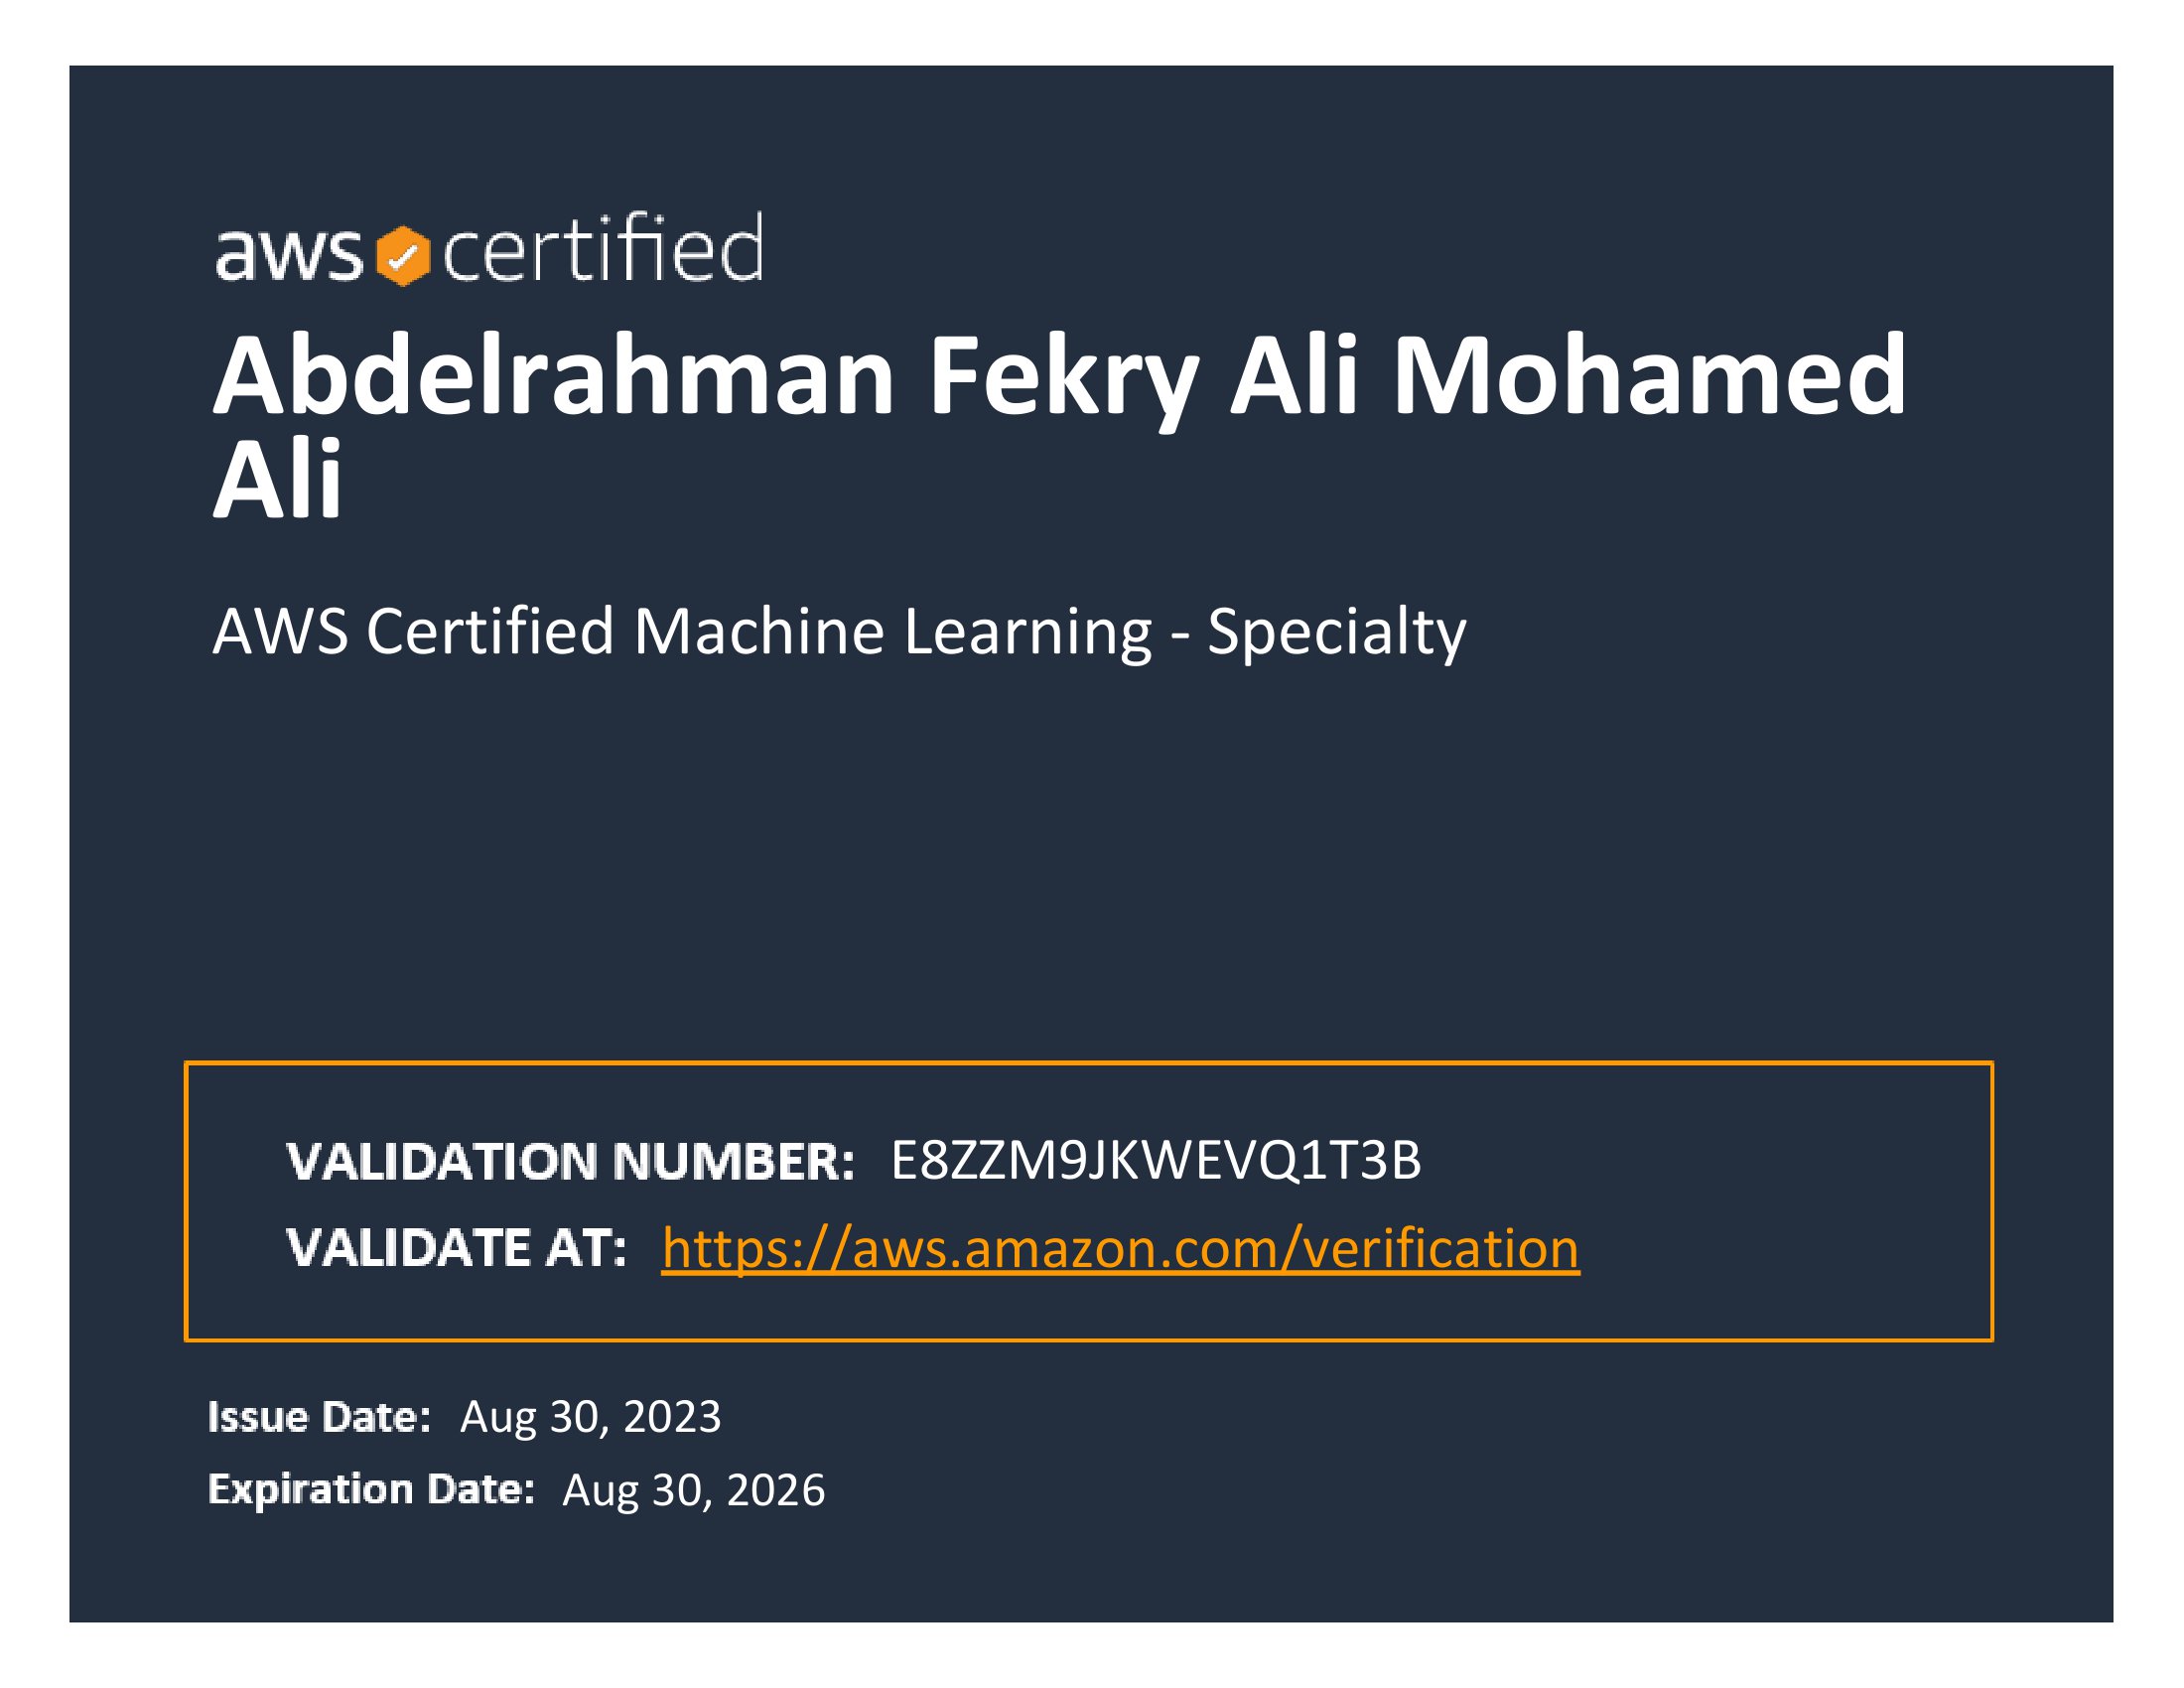 aws certified
Abdelrahman Fekry Ali Mohamed
Ali
AWS Certified Machine Learning - Specialty
VALIDATION NUMBER: E8ZZM9JKWEVQ1T3B
VALIDATE AT: https://aws.amazon.com/verification
Issue Date: Aug 30, 2023
Expiration Date: Aug 30, 2026